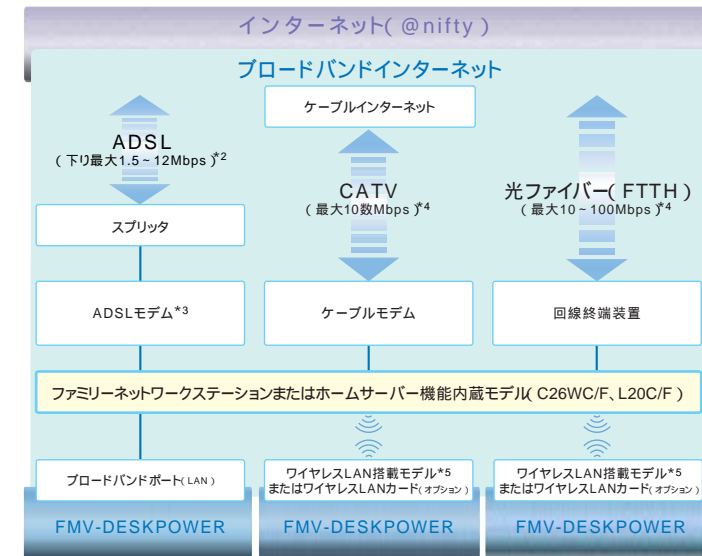 インターネット(@nifty)
ブロードバンドインターネット
ADSL
(下り最大1.5~12Mbps)*2
スプリッタ
ADSLモデム*3
ケーブルインターネット
CATV
(最大10数Mbps)*4
ケーブルモデム
光ファイバー(FTTH)
(最大10~100Mbps)*4
回線終端装置
ファミリーネットワークステーションまたはホームサーバー機能内蔵モデル(C26WC/F、L20C/F)
ブロードバンドポート(LAN)
FMV-DESKPOWER
ワイヤレスLAN搭載モデル*5
またはワイヤレスLANカード(オプション)
FMV-DESKPOWER
ワイヤレスLAN搭載モデル*5
またはワイヤレスLANカード(オプション)
FMV-DESKPOWER